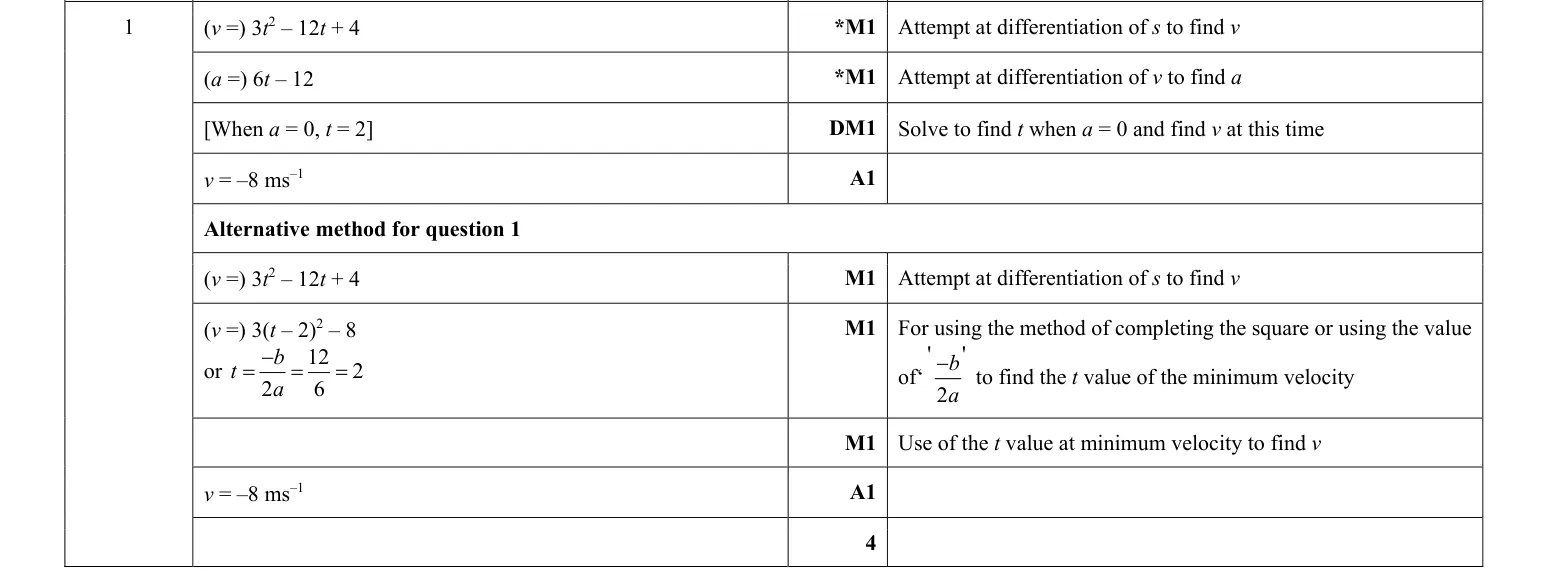 1 (v =) 3t² – 12t + 4 *M1 Attempt at differentiation of s to find v
(a =) 6t – 12 *M1 Attempt at differentiation of v to find a
[When a = 0, t = 2] DM1 Solve to find t when a = 0 and find v at this time
v = –8 ms⁻¹ A1
Alternative method for question 1
(v =) 3t² – 12t + 4 M1 Attempt at differentiation of s to find v
(v =) 3(t – 2)² – 8 M1 For using the method of completing the square or using the value
or t = −b/2a = 12/6 = 2 of‘ '−b/2a' to find the t value of the minimum velocity
M1 Use of the t value at minimum velocity to find v
v = –8 ms⁻¹ A1
4